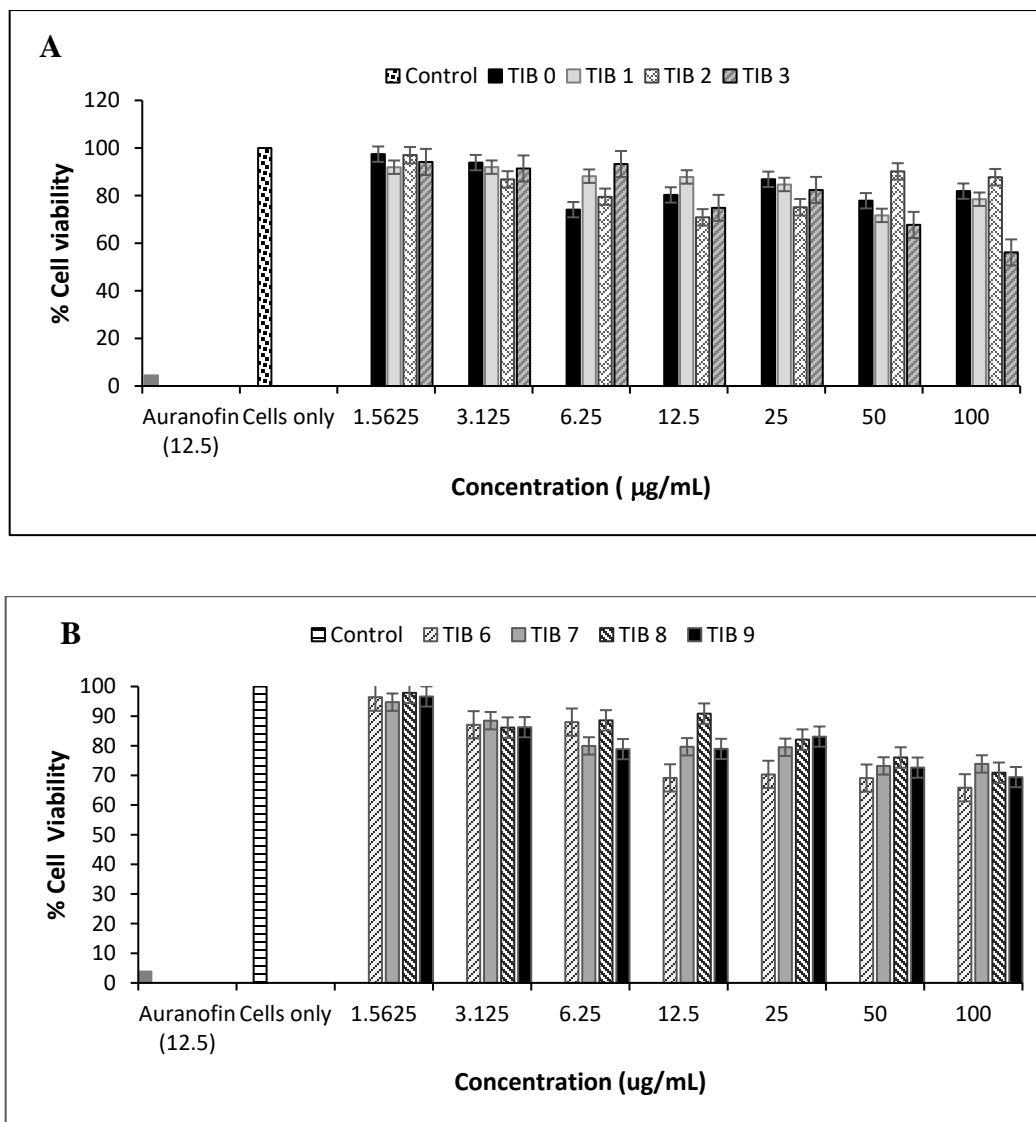 A
Control TIB 0 TIB 1 TIB 2 TIB 3
120
100
80
60
40
20
0
% Cell viability
Auranofin Cells only 1.5625 3.125 6.25 12.5 25 50 100
(12.5)
Concentration ( μg/mL)
B
Control TIB 6 TIB 7 TIB 8 TIB 9
100
90
80
70
60
50
40
30
20
10
0
% Cell Viability
Auranofin Cells only 1.5625 3.125 6.25 12.5 25 50 100
(12.5)
Concentration (ug/mL)